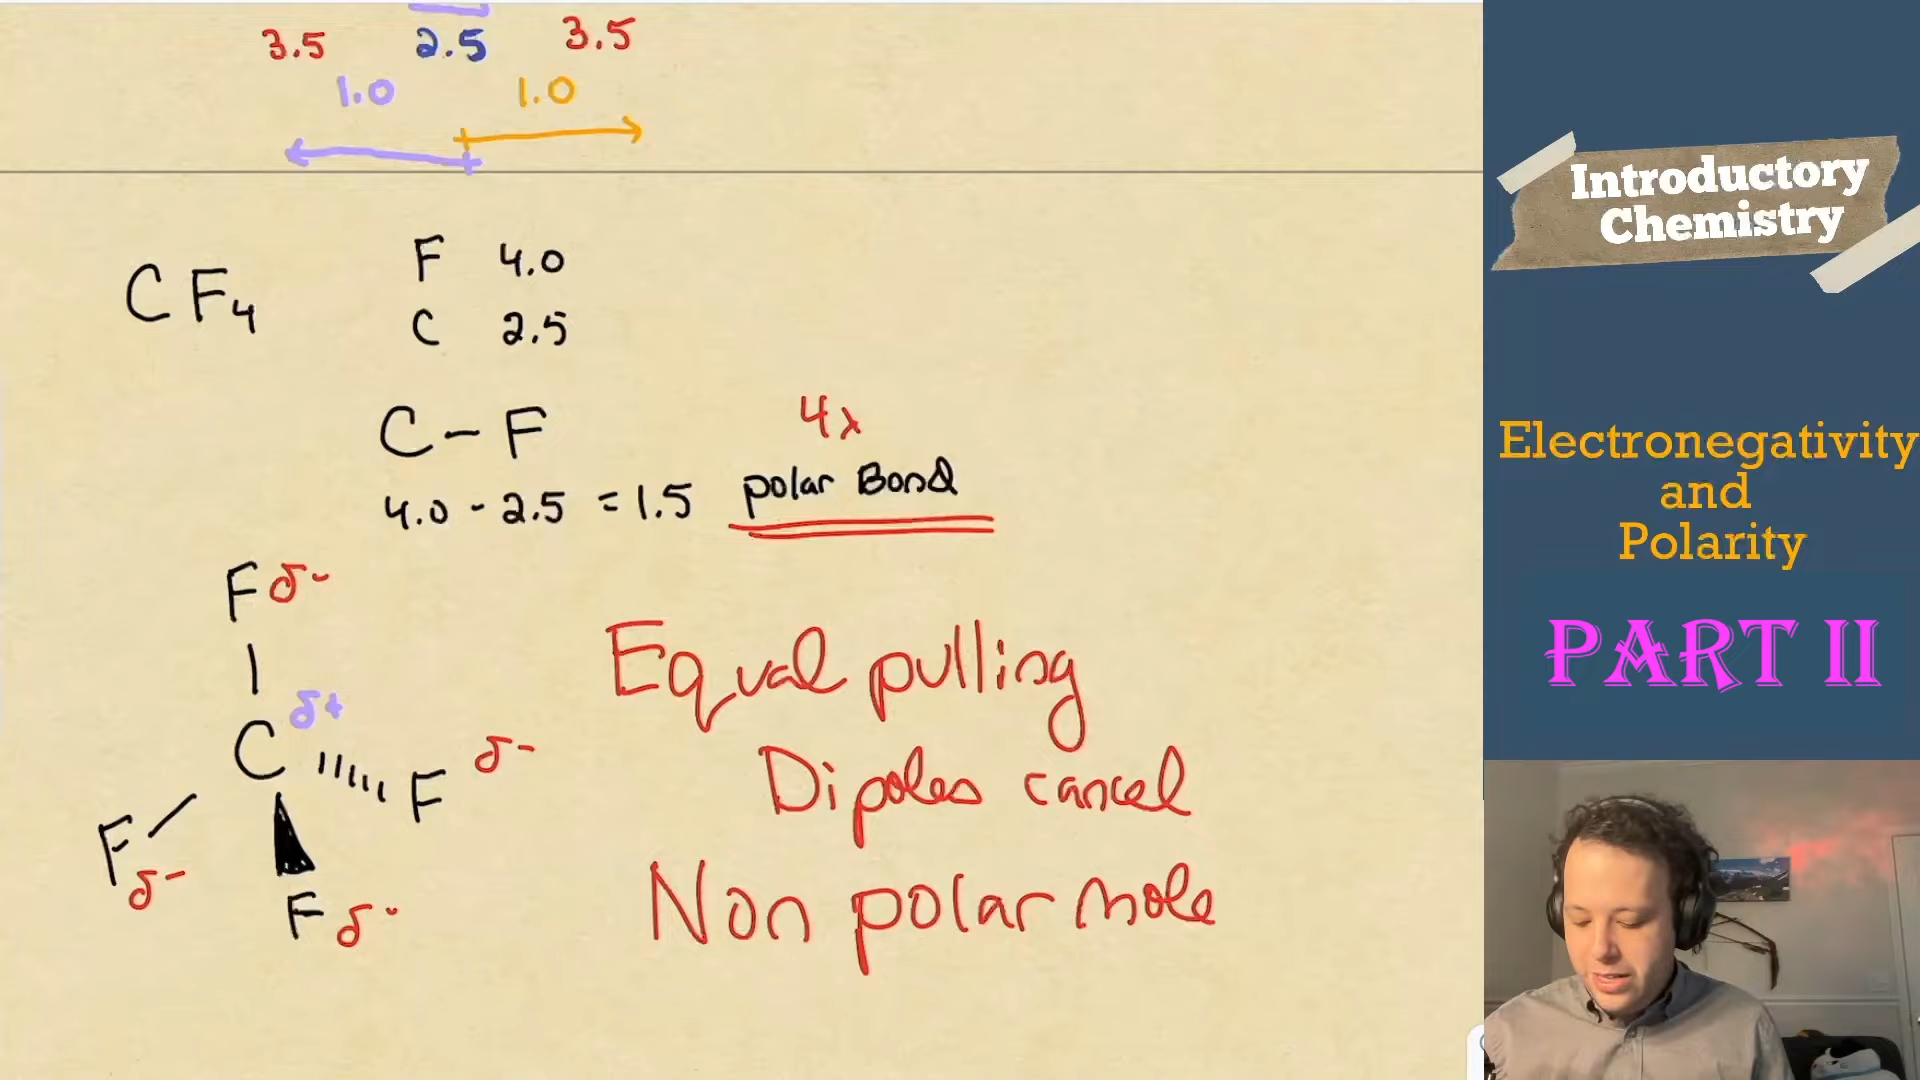 3.5 2.5 3.5
1.0 1.0
CF4
F 4.0
C 2.5
C - F
4x
4.0 - 2.5 = 1.5 polar Bond
F δ-
C δ+
F δ-
F δ-
F δ-
Equal pulling
Dipoles cancel
Non polar mole
Introductory
Chemistry
Electronegativity
and
Polarity
PART II